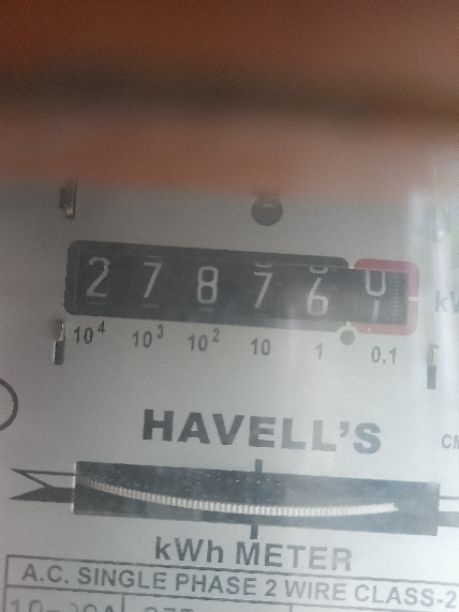 2 7 8 7 6 0
10⁴ 10³ 10² 10 1 0.1
HAVELL'S
kWh METER
A.C. SINGLE PHASE 2 WIRE CLASS-2